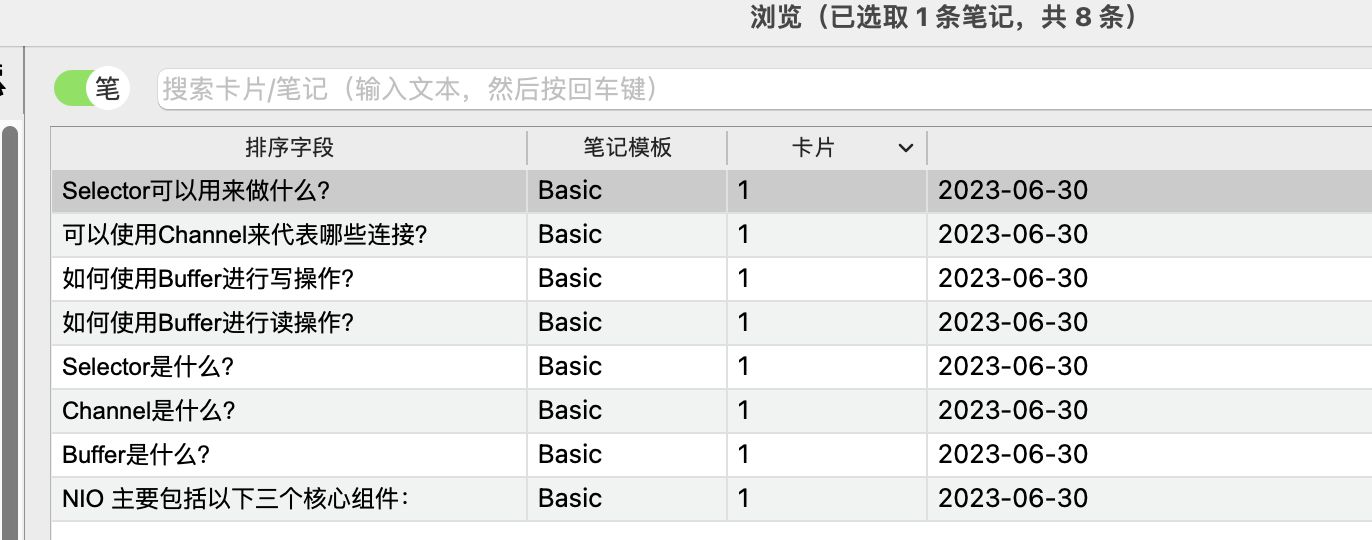 浏览（已选取 1 条笔记，共 8 条）
笔 搜索卡片/笔记（输入文本，然后按回车键）
排序字段 笔记模板 卡片
Selector可以用来做什么? Basic 1 2023-06-30
可以使用Channel来代表哪些连接? Basic 1 2023-06-30
如何使用Buffer进行写操作? Basic 1 2023-06-30
如何使用Buffer进行读操作? Basic 1 2023-06-30
Selector是什么? Basic 1 2023-06-30
Channel是什么? Basic 1 2023-06-30
Buffer是什么? Basic 1 2023-06-30
NIO 主要包括以下三个核心组件： Basic 1 2023-06-30